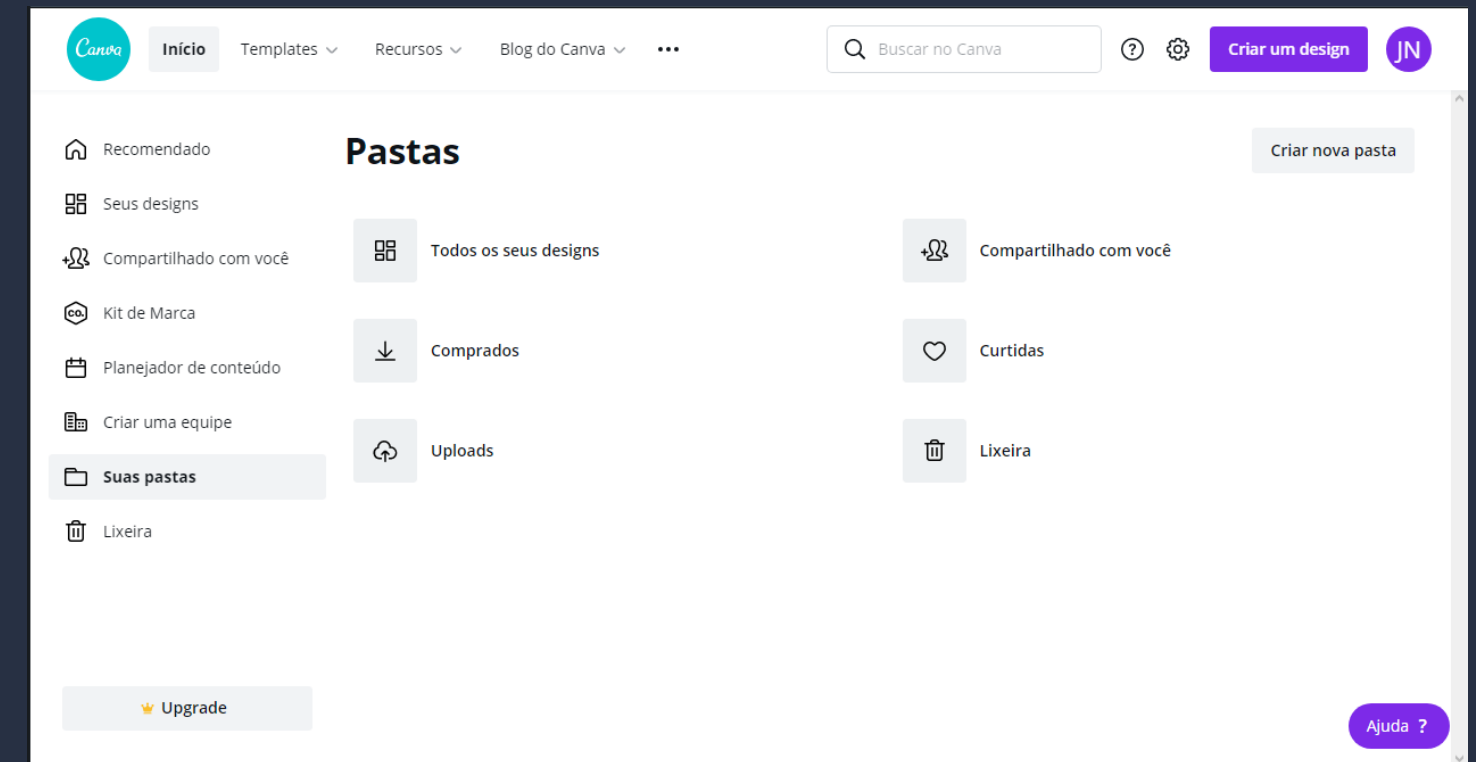 Canva Início Templates Recursos Blog do Canva ••• Buscar no Canva ? Criar um design JN
Recomendado
Seus designs
Compartilhado com você
CO. Kit de Marca
Planejador de conteúdo
Criar uma equipe
Suas pastas
Lixeira
Upgrade
Pastas Criar nova pasta
Todos os seus designs Compartilhado com você
Comprados Curtidas
Uploads Lixeira
Ajuda ?